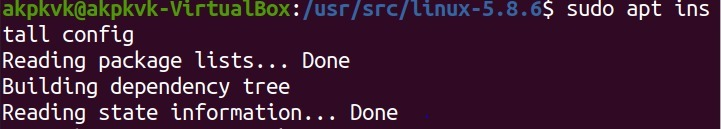 akpkvk@akpkvk-VirtualBox:/usr/src/linux-5.8.6$ sudo apt ins
tall config
Reading package lists... Done
Building dependency tree
Reading state information... Done